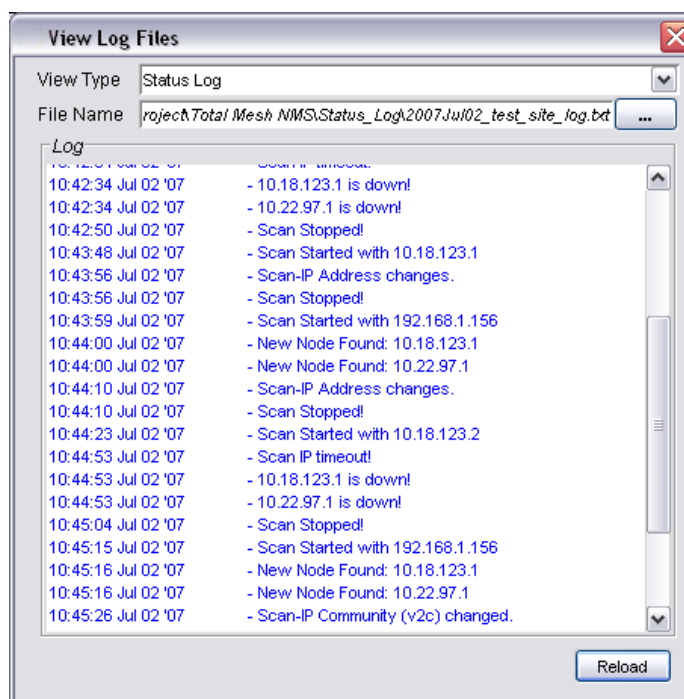 View Log Files
View Type Status Log
File Name roject\Total Mesh NMS\Status_Log\2007Jul02_test_site_log.txt ...
Log
10:42:34 Jul 02 '07 - 10.18.123.1 is down!
10:42:34 Jul 02 '07 - 10.22.97.1 is down!
10:42:50 Jul 02 '07 - Scan Stopped!
10:43:48 Jul 02 '07 - Scan Started with 10.18.123.1
10:43:56 Jul 02 '07 - Scan-IP Address changes.
10:43:56 Jul 02 '07 - Scan Stopped!
10:43:59 Jul 02 '07 - Scan Started with 192.168.1.156
10:44:00 Jul 02 '07 - New Node Found: 10.18.123.1
10:44:00 Jul 02 '07 - New Node Found: 10.22.97.1
10:44:10 Jul 02 '07 - Scan-IP Address changes.
10:44:10 Jul 02 '07 - Scan Stopped!
10:44:23 Jul 02 '07 - Scan Started with 10.18.123.2
10:44:53 Jul 02 '07 - Scan IP timeout!
10:44:53 Jul 02 '07 - 10.18.123.1 is down!
10:44:53 Jul 02 '07 - 10.22.97.1 is down!
10:45:04 Jul 02 '07 - Scan Stopped!
10:45:15 Jul 02 '07 - Scan Started with 192.168.1.156
10:45:16 Jul 02 '07 - New Node Found: 10.18.123.1
10:45:16 Jul 02 '07 - New Node Found: 10.22.97.1
10:45:26 Jul 02 '07 - Scan-IP Community (v2c) changed.
Reload